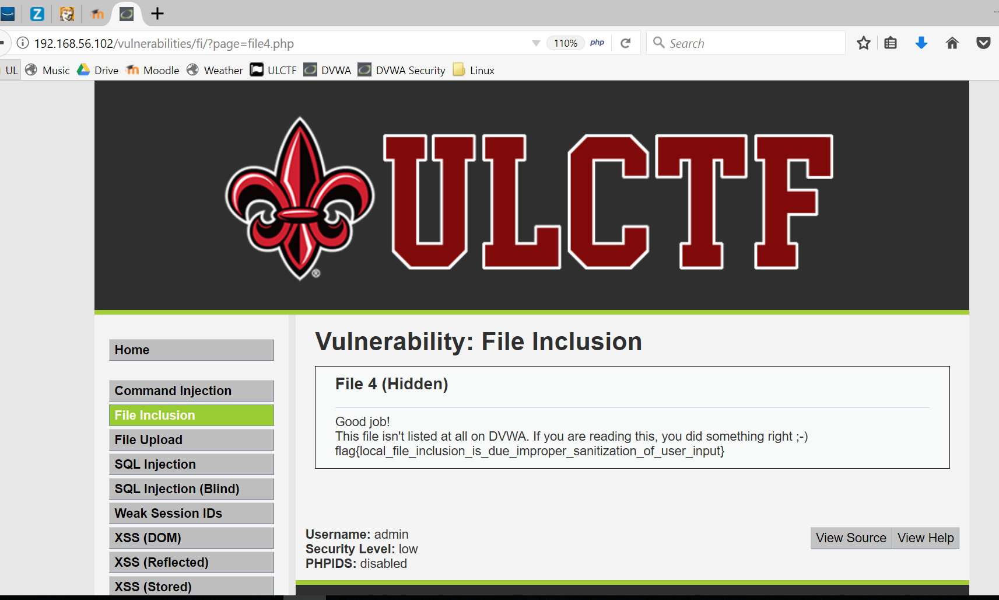 Z
192.168.56.102/vulnerabilities/fi/?page=file4.php
110%
php
Search
UL
Music
Drive
Moodle
Weather
ULCTF
DVWA
DVWA Security
Linux
ULCTF
®
Home
Command Injection
File Inclusion
File Upload
SQL Injection
SQL Injection (Blind)
Weak Session IDs
XSS (DOM)
XSS (Reflected)
XSS (Stored)
Vulnerability: File Inclusion
File 4 (Hidden)
Good job!
This file isn't listed at all on DVWA. If you are reading this, you did something right ;-)
flag{local_file_inclusion_is_due_improper_sanitization_of_user_input}
Username: admin
Security Level: low
PHPIDS: disabled
View Source
View Help